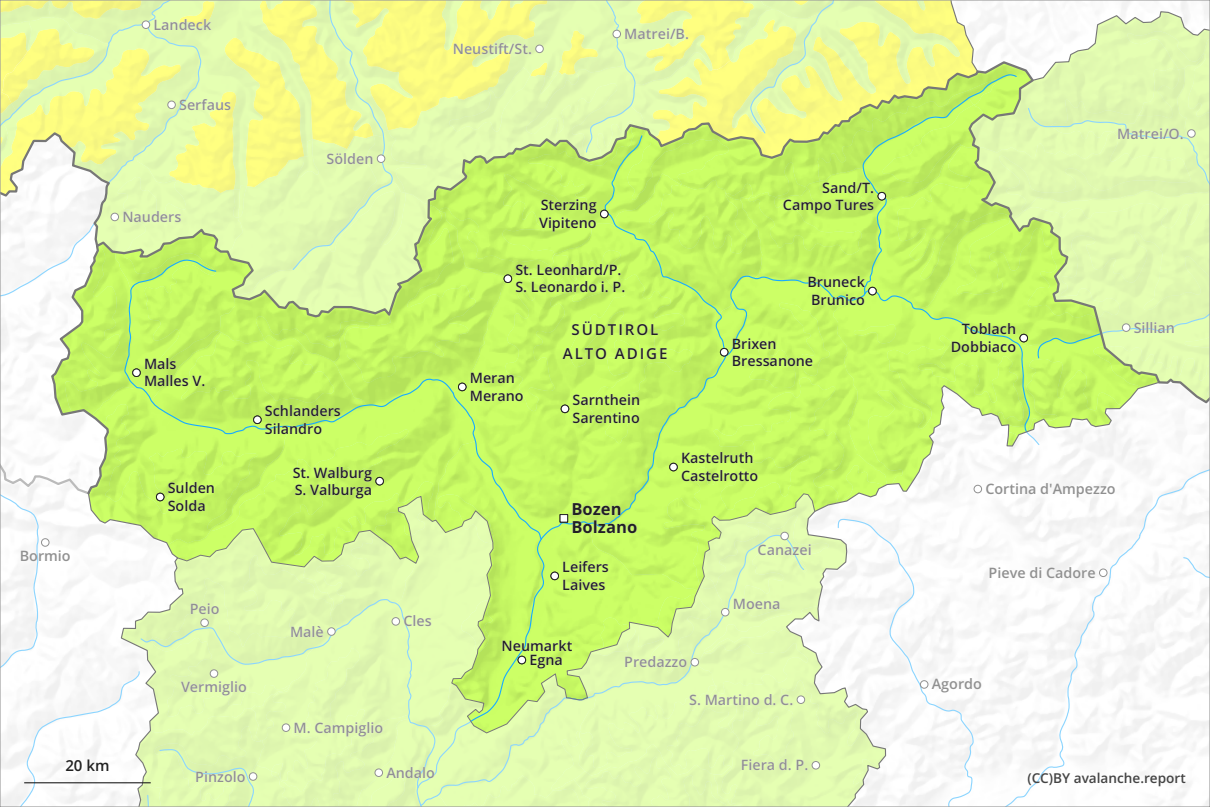 Landeck
Neustift/St.
Matrei/B.
Serfaus
Matrei/O.
Sölden
Sand/T.
Campo Tures
Nauders
Sterzing
Vipiteno
St. Leonhard/P.
S. Leonardo i. P.
Bruneck
Brunico
SÜDTIROL
ALTO ADIGE
Toblach
Dobbiaco
Sillian
Brixen
Bressanone
Mals
Malles V.
Meran
Merano
Schlanders
Silandro
Sarnthein
Sarentino
Kastelruth
Castelrotto
St. Walburg
S. Valburga
Sulden
Solda
Cortina d'Ampezzo
Bozen
Bolzano
Bormio
Canazei
Leifers
Laives
Pieve di Cadore
Peio
Moena
Cles
Malè
Neumarkt
Egna
Predazzo
Vermiglio
Agordo
S. Martino d. C.
M. Campiglio
20 km
Pinzolo
Andalo
Fiera d. P.
(CC)BY avalanche.report